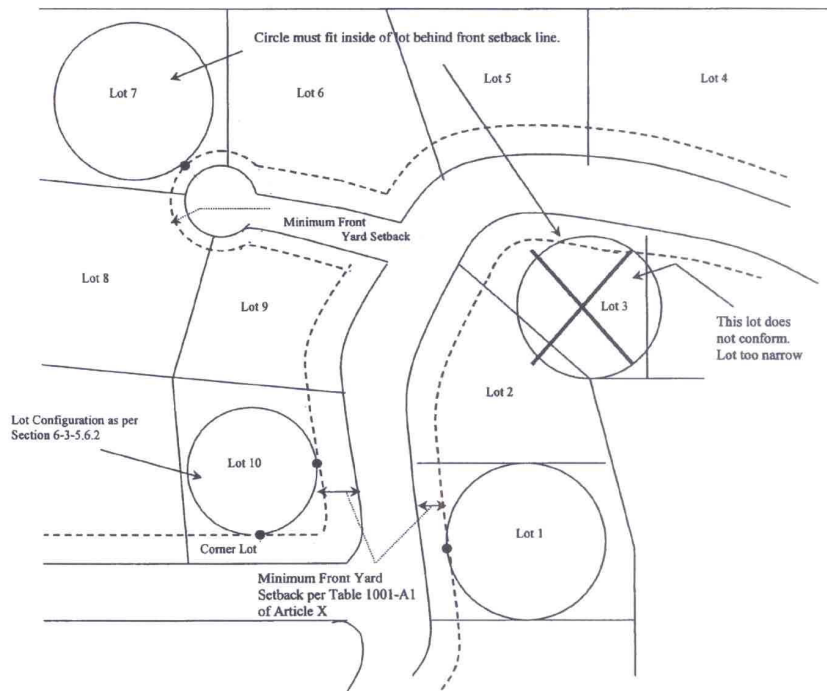 Circle must fit inside of lot behind front setback line.
Lot 7
Lot 6
Lot 5
Lot 4
Minimum Front
Yard Setback
Lot 8
Lot 9
Lot 3
This lot does
not conform.
Lot too narrow
Lot 2
Lot Configuration as per
Section 6-3-5.6.2
Lot 10
Lot 1
Corner Lot
Minimum Front Yard
Setback per Table 1001-A1
of Article X